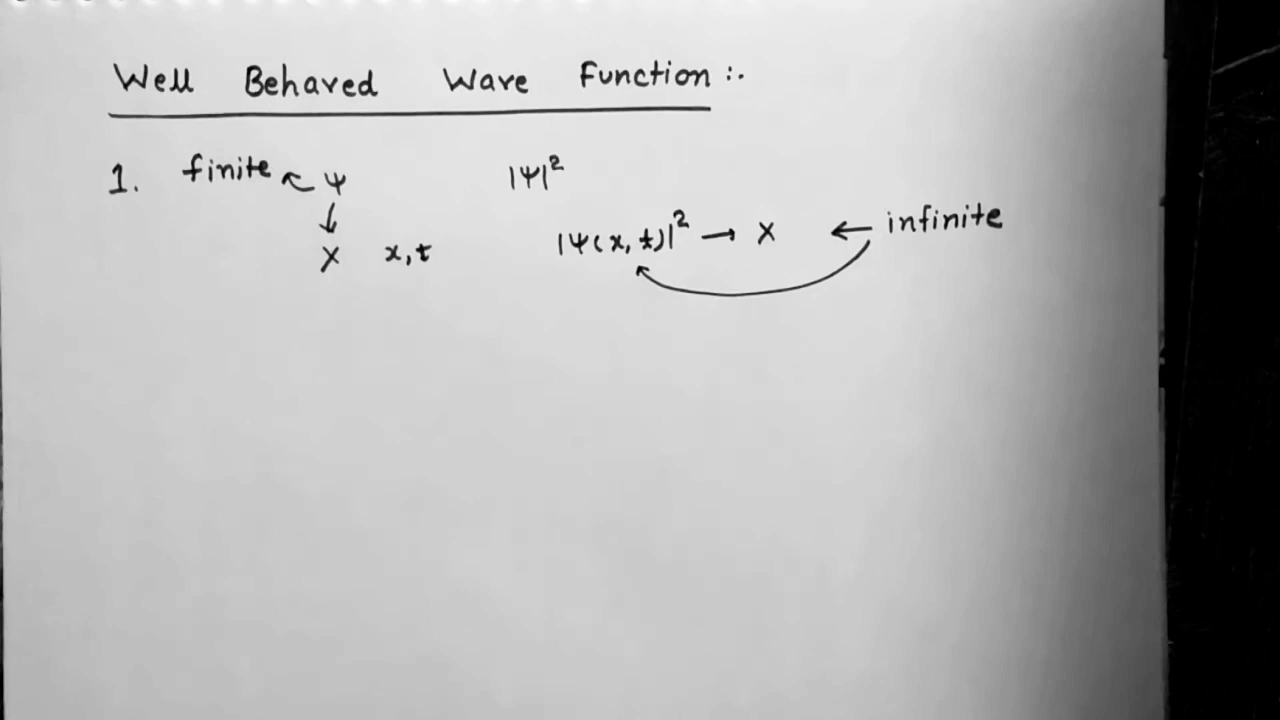 Well Behaved Wave Function :.
1. finite ← ψ |ψ|²
↓
x x,t |ψ(x,t)|² → x ← infinite